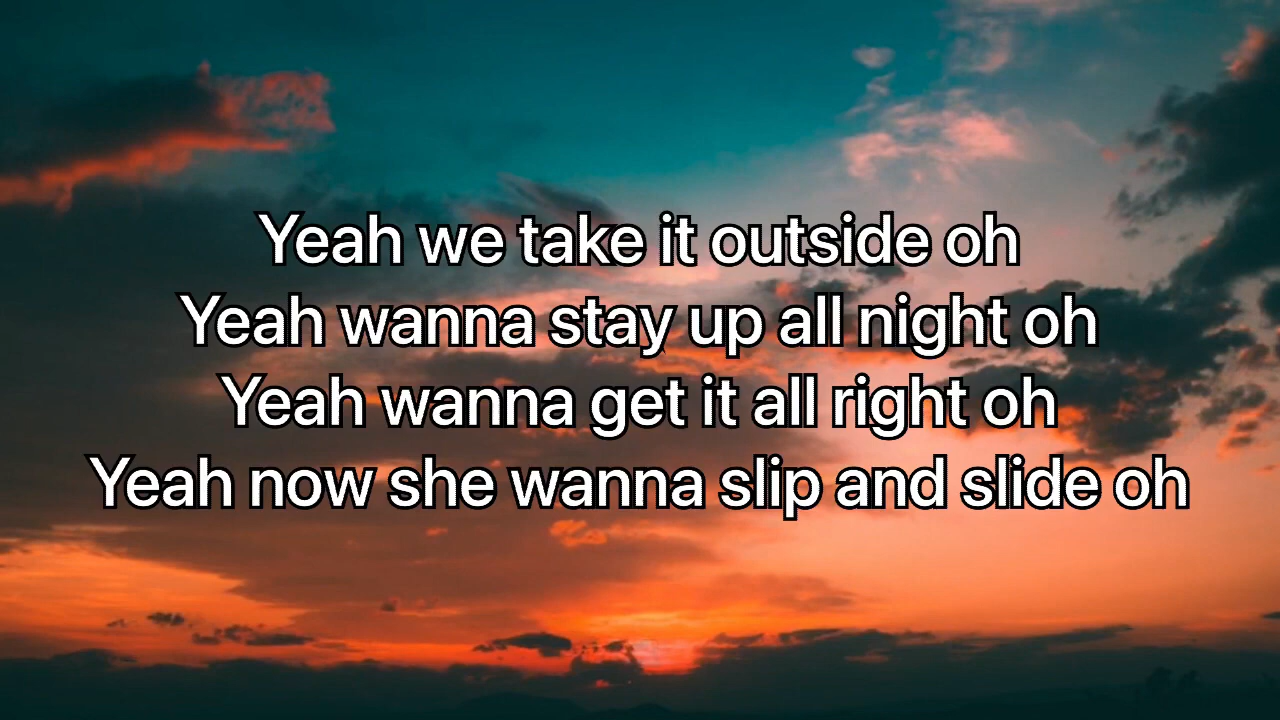 Yeah we take it outside oh
Yeah wanna stay up all night oh
Yeah wanna get it all right oh
Yeah now she wanna slip and slide oh